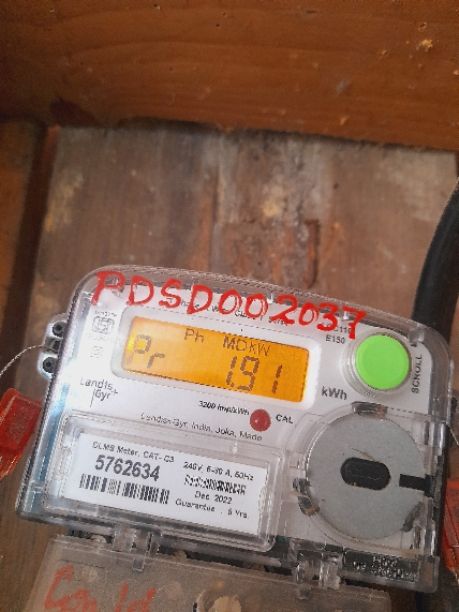 PDSD002037
E150
Ph MDKW
Pr 1.91
kWh
SCROLL
3200 imp/kWh
CAL
Landis+
Gyr
Landis+Gyr, India, Joka, Made
DLMS Meter, CAT- C3
5762634
240V, 5-30 A, 50Hz
Dec 2022
Guarantee : 5 Yrs.